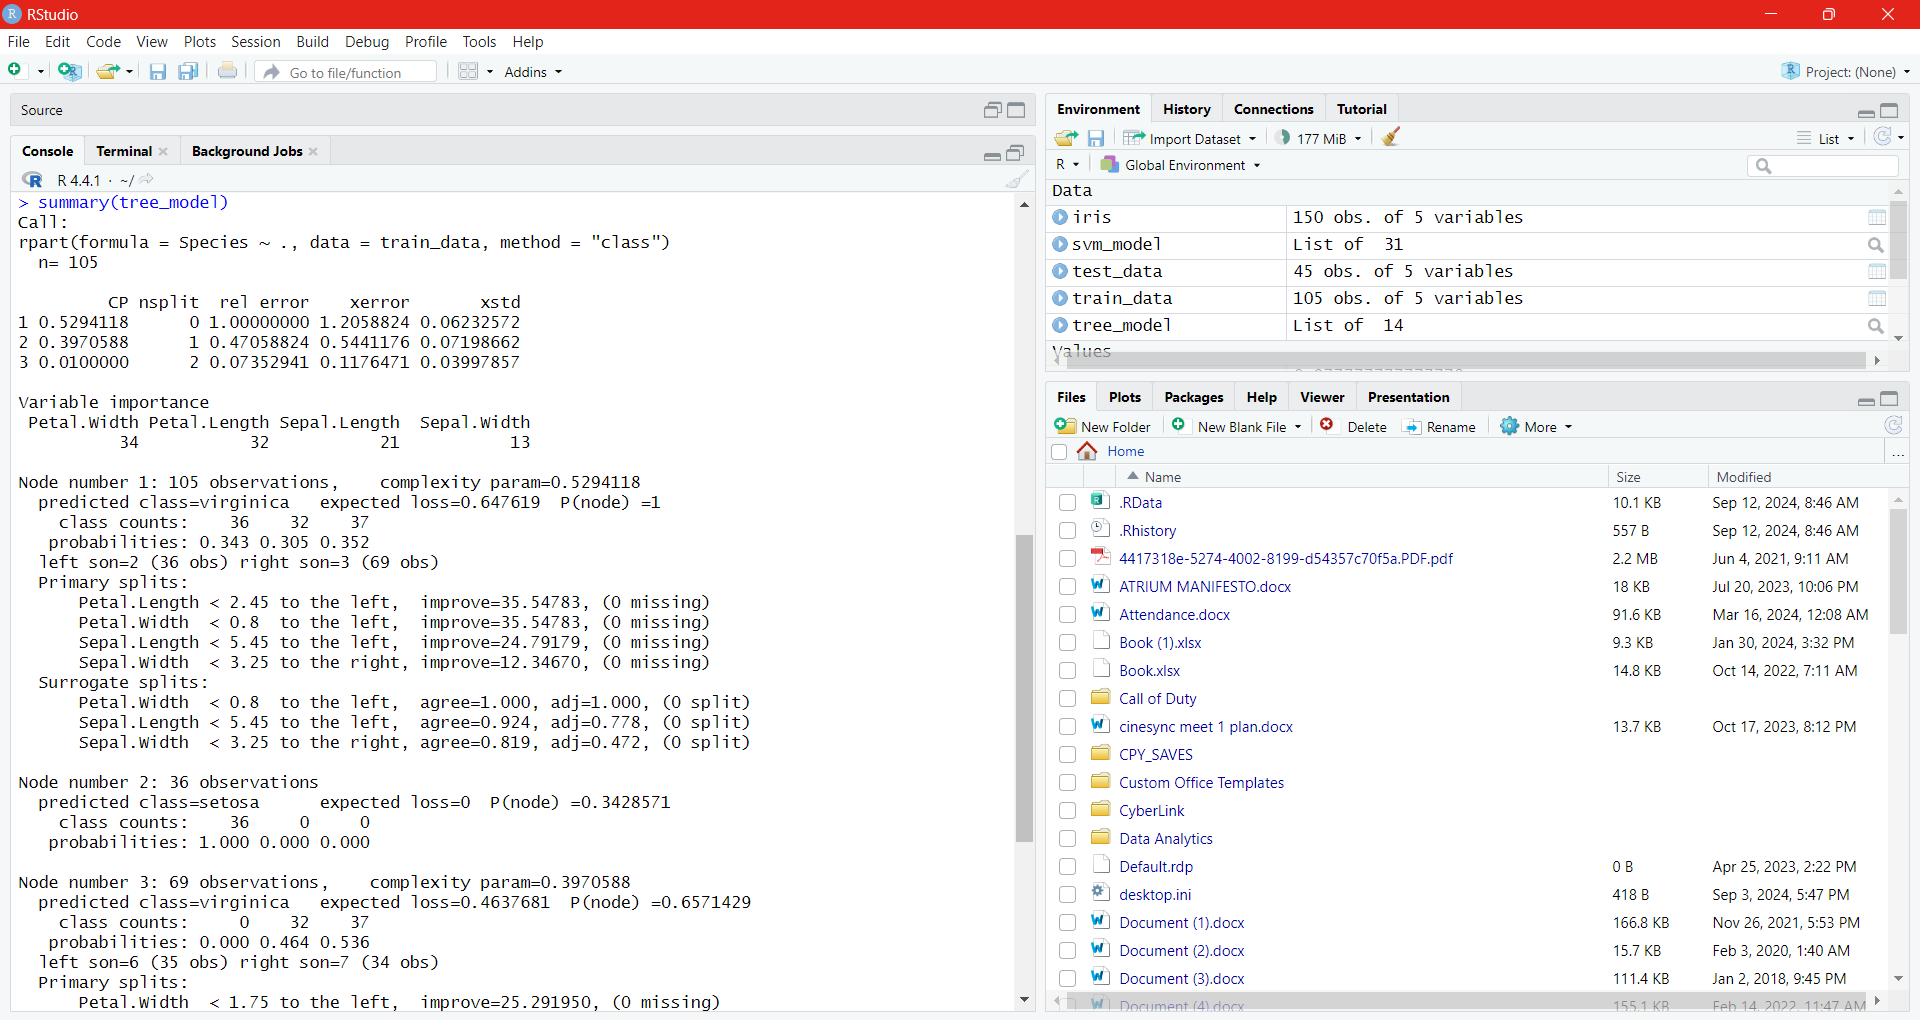 RStudio
File Edit Code View Plots Session Build Debug Profile Tools Help
Go to file/function Addins Project: (None)
Source
Console Terminal Background Jobs
R R 4.4.1 · ~/
> summary(tree_model)
Call:
rpart(formula = Species ~ ., data = train_data, method = "class")
  n= 105
         CP nsplit  rel error    xerror       xstd
1 0.5294118      0 1.00000000 1.2058824 0.06232572
2 0.3970588      1 0.47058824 0.5441176 0.07198662
3 0.0100000      2 0.07352941 0.1176471 0.03997857
Variable importance
 Petal.Width Petal.Length Sepal.Length  Sepal.Width
          34           32           21           13
Node number 1: 105 observations,    complexity param=0.5294118
  predicted class=virginica   expected loss=0.647619  P(node) =1
    class counts:    36    32    37
   probabilities: 0.343 0.305 0.352
  left son=2 (36 obs) right son=3 (69 obs)
  Primary splits:
      Petal.Length < 2.45 to the left,  improve=35.54783, (0 missing)
      Petal.Width  < 0.8  to the left,  improve=35.54783, (0 missing)
      Sepal.Length < 5.45 to the left,  improve=24.79179, (0 missing)
      Sepal.Width  < 3.25 to the right, improve=12.34670, (0 missing)
  Surrogate splits:
      Petal.Width  < 0.8  to the left,  agree=1.000, adj=1.000, (0 split)
      Sepal.Length < 5.45 to the left,  agree=0.924, adj=0.778, (0 split)
      Sepal.Width  < 3.25 to the right, agree=0.819, adj=0.472, (0 split)
Node number 2: 36 observations
  predicted class=setosa      expected loss=0  P(node) =0.3428571
    class counts:    36     0     0
   probabilities: 1.000 0.000 0.000
Node number 3: 69 observations,    complexity param=0.3970588
  predicted class=virginica   expected loss=0.4637681  P(node) =0.6571429
    class counts:     0    32    37
   probabilities: 0.000 0.464 0.536
  left son=6 (35 obs) right son=7 (34 obs)
  Primary splits:
      Petal.Width  < 1.75 to the left,  improve=25.291950, (0 missing)
Environment History Connections Tutorial
Import Dataset 177 MiB List
R Global Environment
Data
iris 150 obs. of 5 variables
svm_model List of 31
test_data 45 obs. of 5 variables
train_data 105 obs. of 5 variables
tree_model List of 14
Values
Files Plots Packages Help Viewer Presentation
New Folder New Blank File Delete Rename More
Home ...
Name Size Modified
.RData 10.1 KB Sep 12, 2024, 8:46 AM
.Rhistory 557 B Sep 12, 2024, 8:46 AM
4417318e-5274-4002-8199-d54357c70f5a.PDF.pdf 2.2 MB Jun 4, 2021, 9:11 AM
ATRIUM MANIFESTO.docx 18 KB Jul 20, 2023, 10:06 PM
Attendance.docx 91.6 KB Mar 16, 2024, 12:08 AM
Book (1).xlsx 9.3 KB Jan 30, 2024, 3:32 PM
Book.xlsx 14.8 KB Oct 14, 2022, 7:11 AM
Call of Duty
cinesync meet 1 plan.docx 13.7 KB Oct 17, 2023, 8:12 PM
CPY_SAVES
Custom Office Templates
CyberLink
Data Analytics
Default.rdp 0 B Apr 25, 2023, 2:22 PM
desktop.ini 418 B Sep 3, 2024, 5:47 PM
Document (1).docx 166.8 KB Nov 26, 2021, 5:53 PM
Document (2).docx 15.7 KB Feb 3, 2020, 1:40 AM
Document (3).docx 111.4 KB Jan 2, 2018, 9:45 PM
Document (4).docx 155.1 KB Feb 14, 2022, 11:47 AM